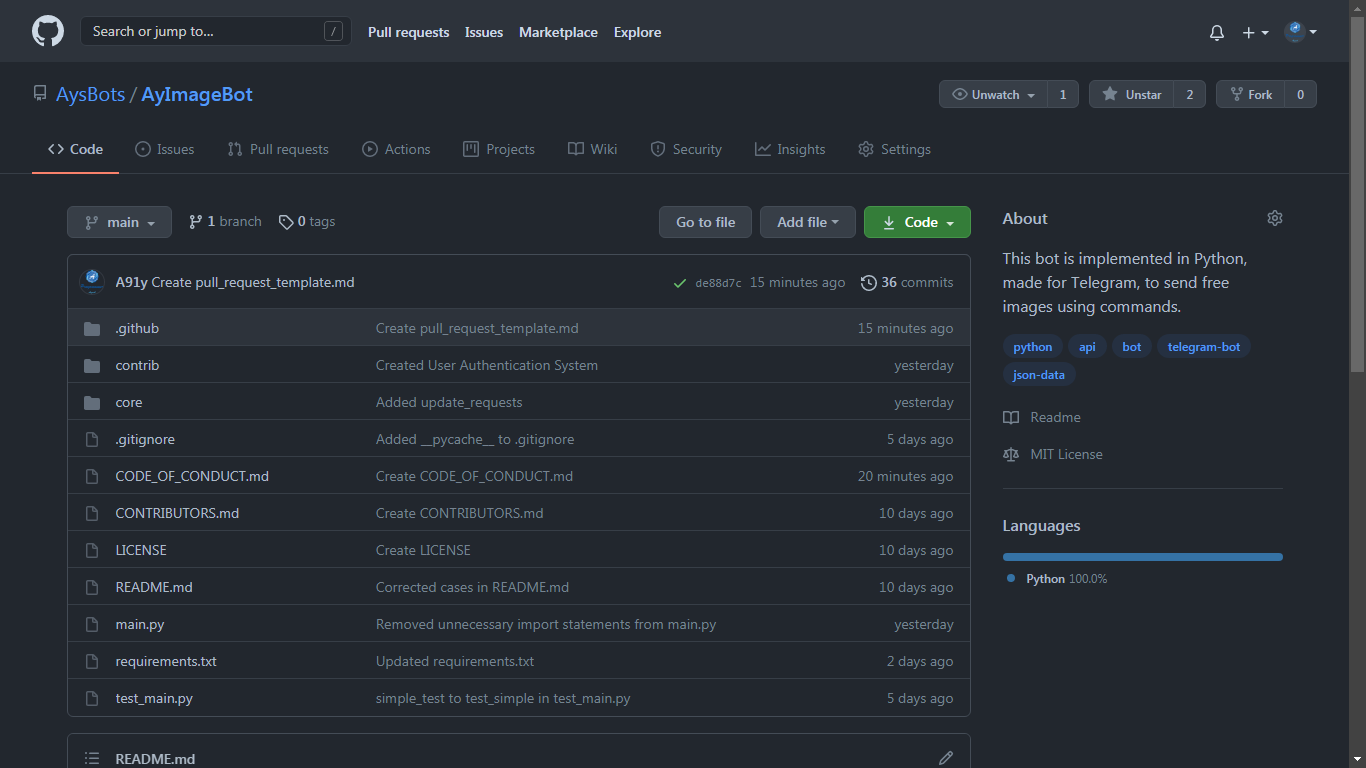 Search or jump to... /
Pull requests Issues Marketplace Explore
AysBots / AyImageBot
Unwatch 1 Unstar 2 Fork 0
Code Issues Pull requests Actions Projects Wiki Security Insights Settings
main 1 branch 0 tags Go to file Add file Code
A91y Create pull_request_template.md de88d7c 15 minutes ago 36 commits
.github Create pull_request_template.md 15 minutes ago
contrib Created User Authentication System yesterday
core Added update_requests yesterday
.gitignore Added __pycache__ to .gitignore 5 days ago
CODE_OF_CONDUCT.md Create CODE_OF_CONDUCT.md 20 minutes ago
CONTRIBUTORS.md Create CONTRIBUTORS.md 10 days ago
LICENSE Create LICENSE 10 days ago
README.md Corrected cases in README.md 10 days ago
main.py Removed unnecessary import statements from main.py yesterday
requirements.txt Updated requirements.txt 2 days ago
test_main.py simple_test to test_simple in test_main.py 5 days ago
README.md
About
This bot is implemented in Python,
made for Telegram, to send free
images using commands.
python api bot telegram-bot
json-data
Readme
MIT License
Languages
Python 100.0%